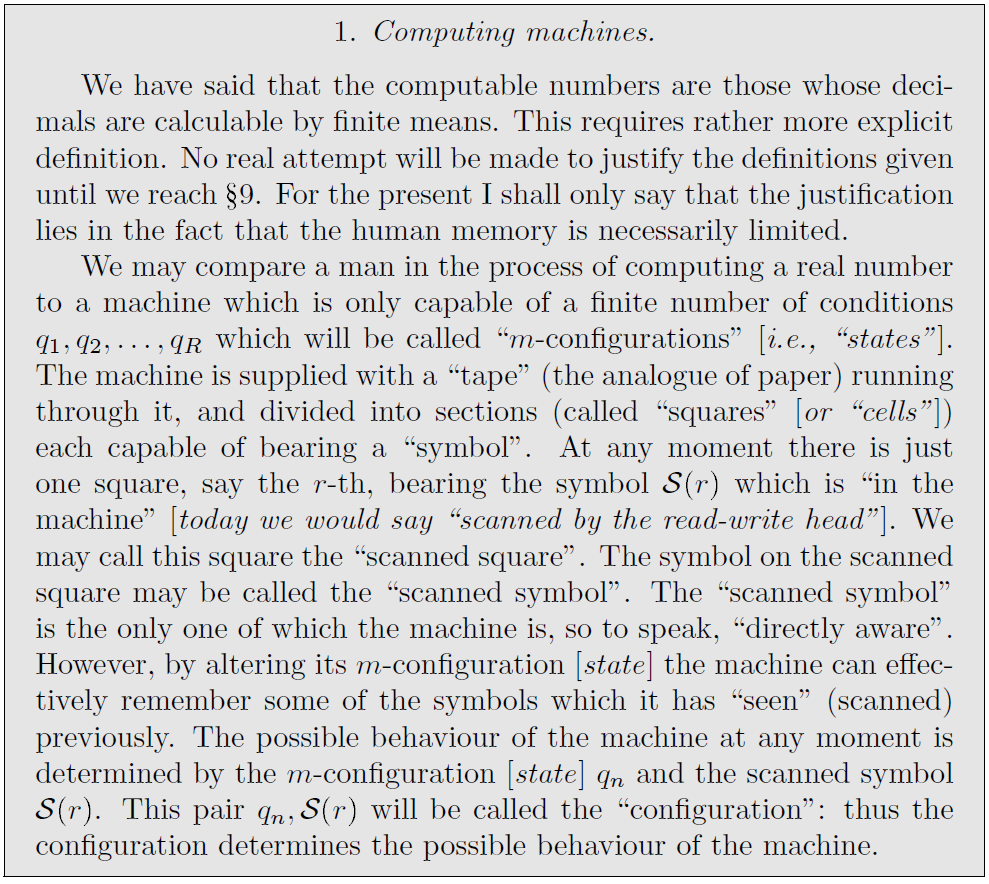 1. Computing machines.
We have said that the computable numbers are those whose deci-
mals are calculable by finite means. This requires rather more explicit
definition. No real attempt will be made to justify the definitions given
until we reach §9. For the present I shall only say that the justification
lies in the fact that the human memory is necessarily limited.
We may compare a man in the process of computing a real number
to a machine which is only capable of a finite number of conditions
q₁, q₂, . . . , q_R which will be called “m-configurations” [i.e., “states”].
The machine is supplied with a “tape” (the analogue of paper) running
through it, and divided into sections (called “squares” [or “cells”])
each capable of bearing a “symbol”. At any moment there is just
one square, say the r-th, bearing the symbol 𝒮(r) which is “in the
machine” [today we would say “scanned by the read-write head”]. We
may call this square the “scanned square”. The symbol on the scanned
square may be called the “scanned symbol”. The “scanned symbol”
is the only one of which the machine is, so to speak, “directly aware”.
However, by altering its m-configuration [state] the machine can effec-
tively remember some of the symbols which it has “seen” (scanned)
previously. The possible behaviour of the machine at any moment is
determined by the m-configuration [state] qₙ and the scanned symbol
𝒮(r). This pair qₙ, 𝒮(r) will be called the “configuration”: thus the
configuration determines the possible behaviour of the machine.